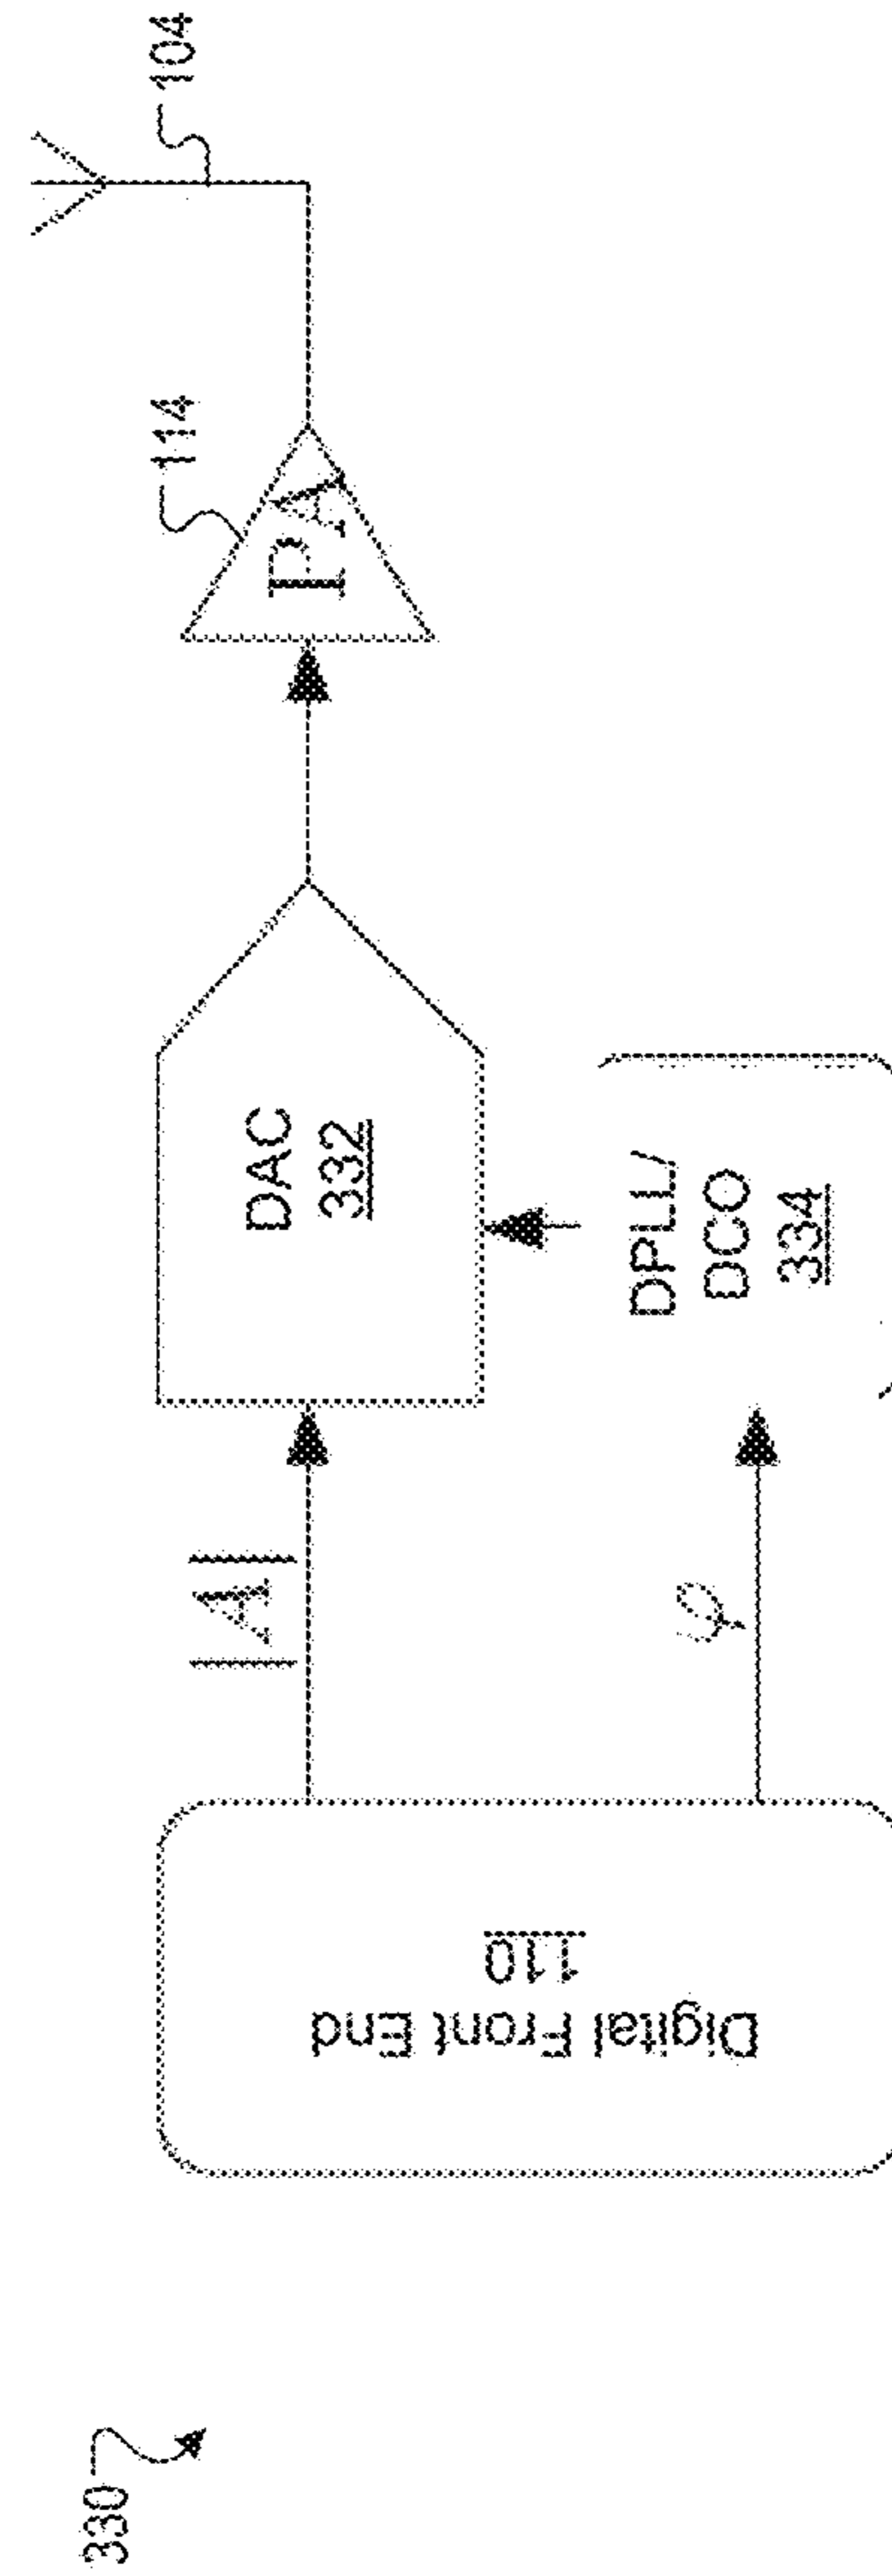 330
Digital Front End
110
|A|
φ
DAC
332
DPLL/
DCO
334
PA
114
104